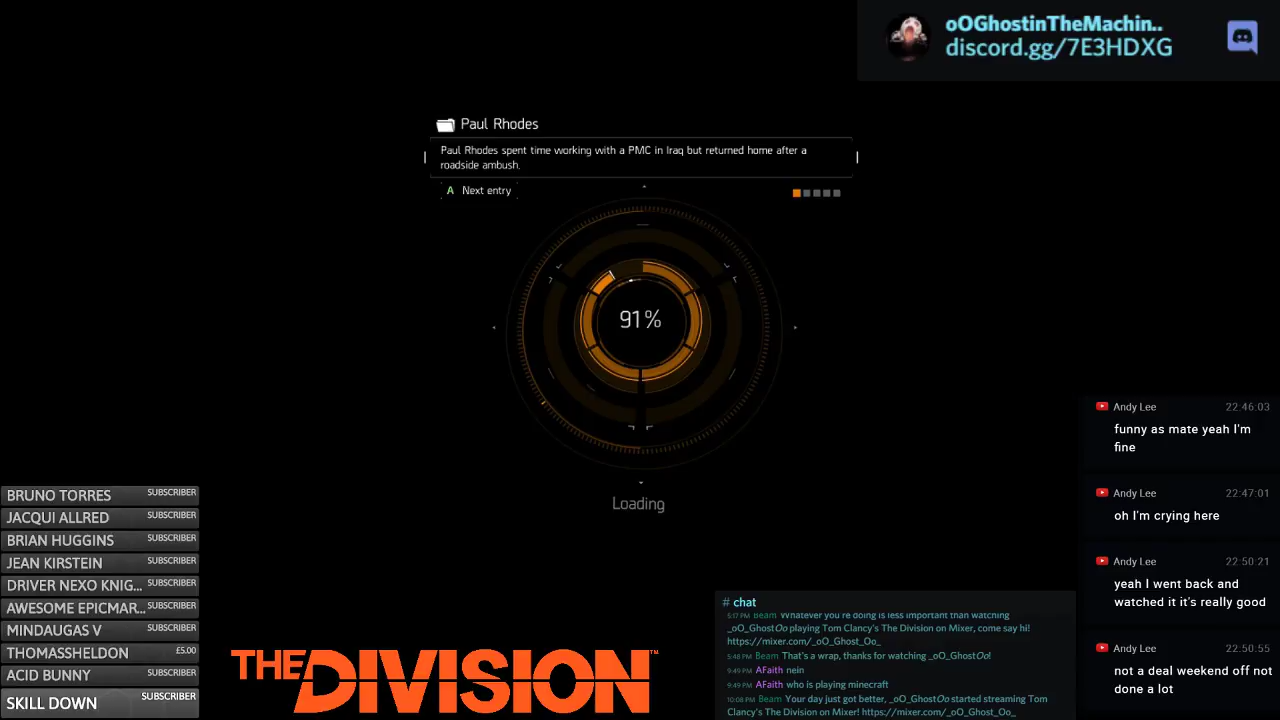 oOGhostinTheMachin..
discord.gg/7E3HDXG
Paul Rhodes
Paul Rhodes spent time working with a PMC in Iraq but returned home after a
roadside ambush.
A Next entry
91%
Loading
Andy Lee 22:46:03
funny as mate yeah I'm
fine
Andy Lee 22:47:01
oh I'm crying here
Andy Lee 22:50:21
yeah I went back and
watched it it's really good
Andy Lee 22:50:55
not a deal weekend off not
done a lot
BRUNO TORRES SUBSCRIBER
JACQUI ALLRED SUBSCRIBER
BRIAN HUGGINS SUBSCRIBER
JEAN KIRSTEIN SUBSCRIBER
DRIVER NEXO KNIG... SUBSCRIBER
AWESOME EPICMAR... SUBSCRIBER
MINDAUGAS V SUBSCRIBER
THOMASHELDON £5.00
ACID BUNNY SUBSCRIBER
SKILL SUBSCRIBER
THE DIVISION™
# chat
5:17 PM Beam Whatever you're doing is less important than watching
_oO_GhostOo playing Tom Clancy's The Division on Mixer, come say hi!
https://mixer.com/_oO_Ghost_Oo_
5:48 PM Beam That's a wrap, thanks for watching _oO_GhostOo!
9:49 PM AFaith nein
9:49 PM AFaith who is playing minecraft
10:08 PM Beam Your day just got better, _oO_GhostOo started streaming Tom
Clancy's The Division on Mixer! https://mixer.com/_oO_Ghost_Oo_